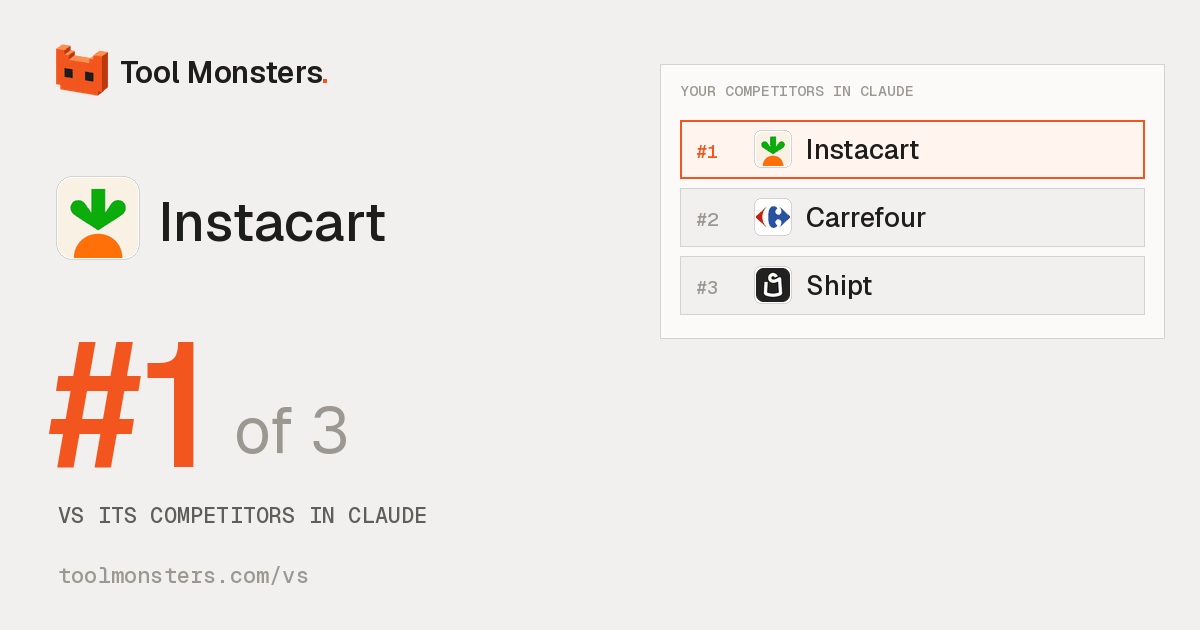 Tool Monsters.
Instacart
#1 of 3
VS ITS COMPETITORS IN CLAUDE
toolmonsters.com/vs
YOUR COMPETITORS IN CLAUDE
#1 Instacart
#2 Carrefour
#3 Shipt